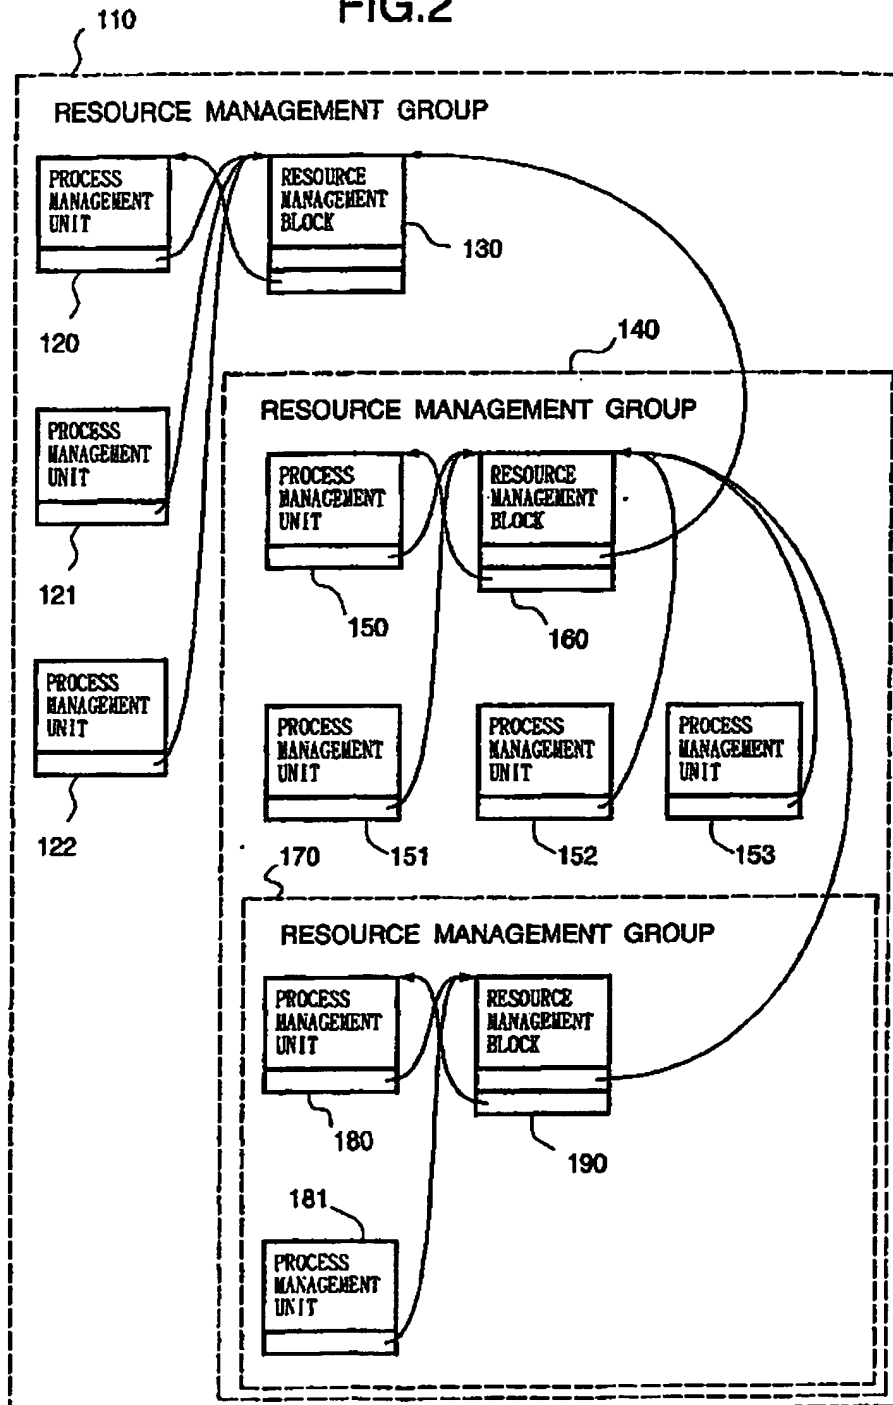 FIG.2
110
RESOURCE MANAGEMENT GROUP
PROCESS
MANAGEMENT
UNIT
RESOURCE
MANAGEMENT
BLOCK
130
120
140
RESOURCE MANAGEMENT GROUP
PROCESS
MANAGEMENT
UNIT
121
PROCESS
MANAGEMENT
UNIT
RESOURCE
MANAGEMENT
BLOCK
150
160
PROCESS
MANAGEMENT
UNIT
122
PROCESS
MANAGEMENT
UNIT
PROCESS
MANAGEMENT
UNIT
PROCESS
MANAGEMENT
UNIT
151
152
153
170
RESOURCE MANAGEMENT GROUP
PROCESS
MANAGEMENT
UNIT
RESOURCE
MANAGEMENT
BLOCK
180
190
181
PROCESS
MANAGEMENT
UNIT